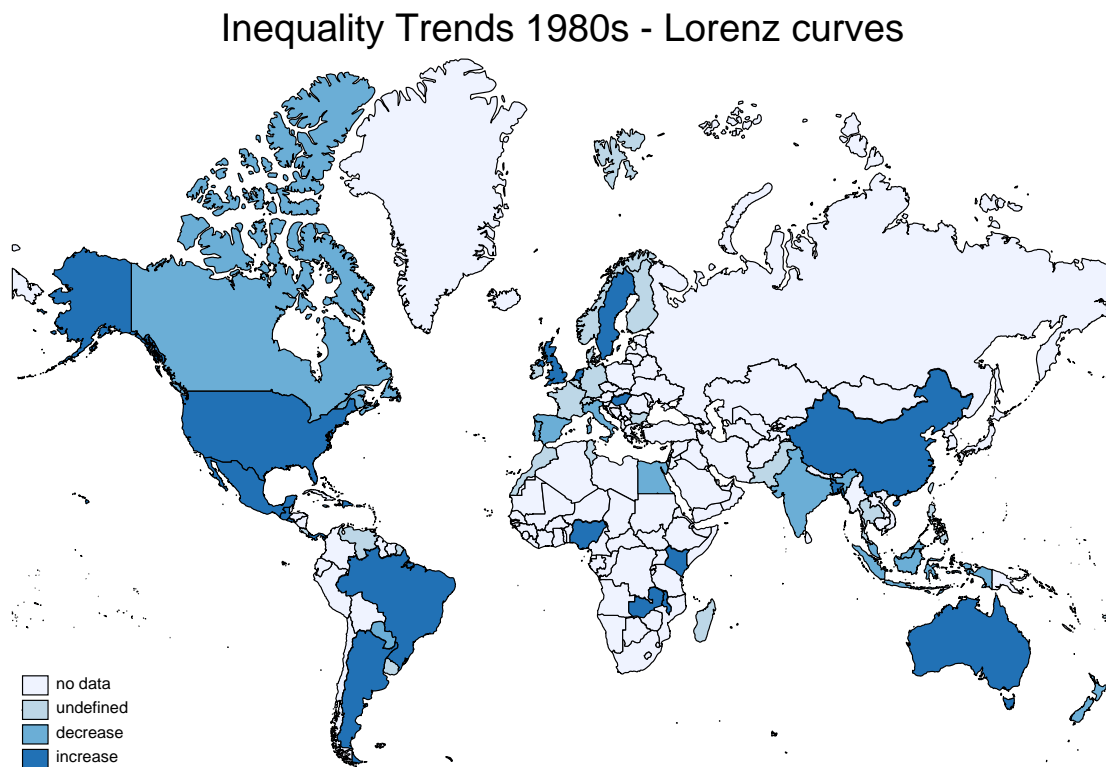 Inequality Trends 1980s - Lorenz curves
no data
undefined
decrease
increase